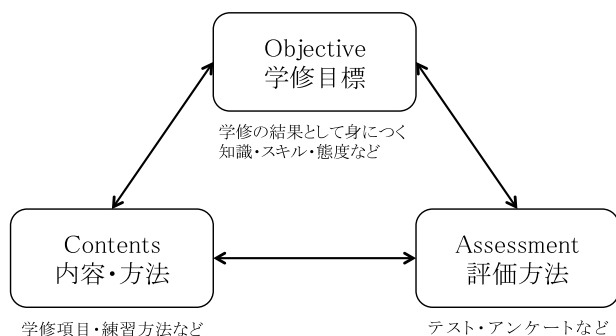 Objective
学修目標
学修の結果として身につく
知識・スキル・態度など
Contents
内容・方法
学修項目・練習方法など
Assessment
評価方法
テスト・アンケートなど